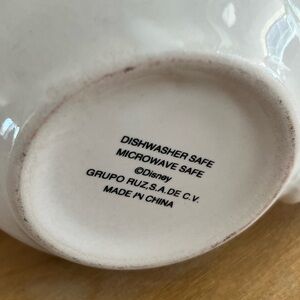 DISHWASHER SAFE
MICROWAVE SAFE
©Disney
GRUPO RUZ,S.A.DE C.V.
MADE IN CHINA